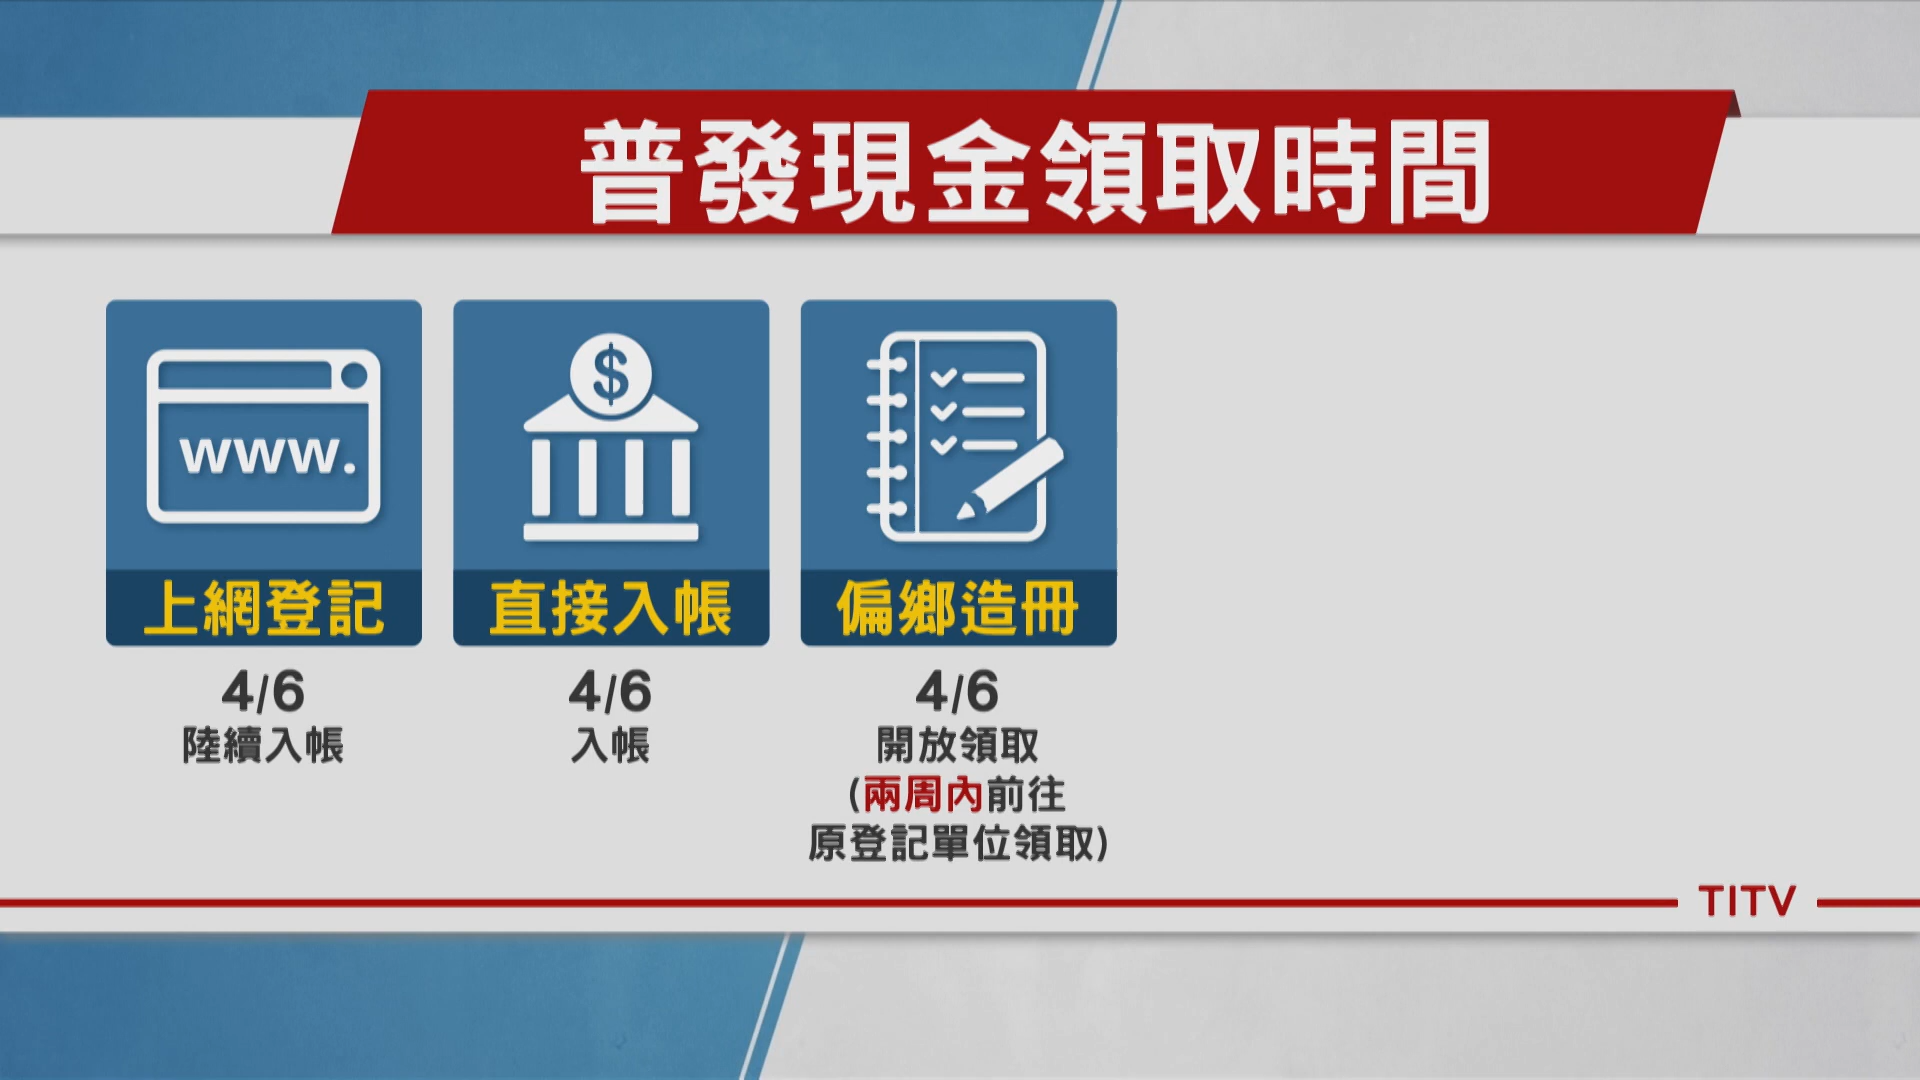 普發現金領取時間
www.
$
上網登記
4/6
陸續入帳
直接入帳
4/6
入帳
偏鄉造冊
4/6
開放領取
(兩周內前往
原登記單位領取)
TITV